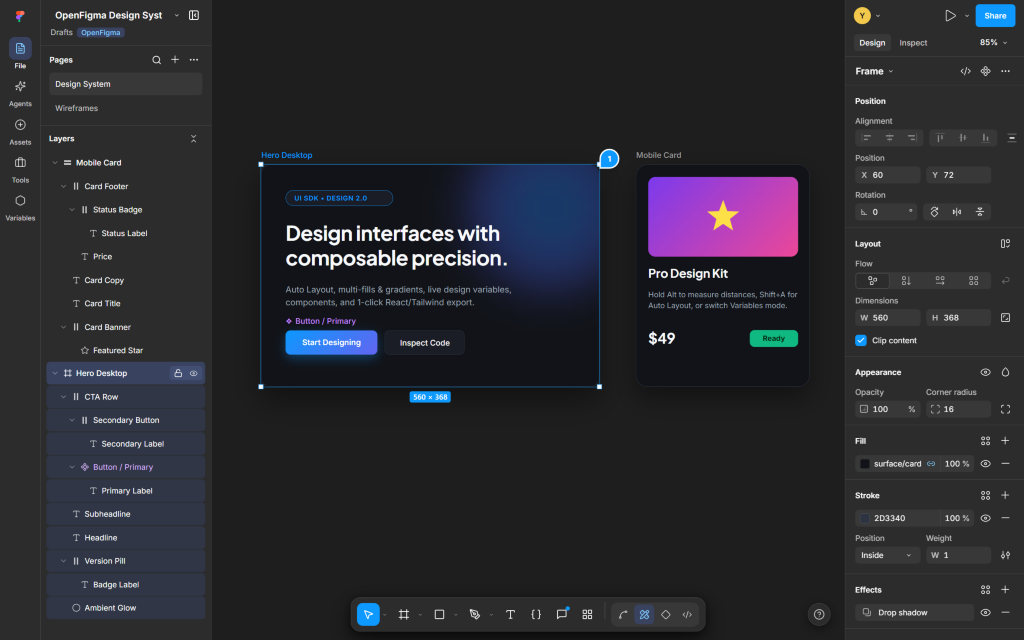 OpenFigma Design Syst
Drafts OpenFigma
File
Agents
Assets
Tools
Variables
Pages
Design System
Wireframes
Layers
Mobile Card
Card Footer
Status Badge
Status Label
Price
Card Copy
Card Title
Card Banner
Featured Star
Hero Desktop
CTA Row
Secondary Button
Secondary Label
Button / Primary
Primary Label
Subheadline
Headline
Version Pill
Badge Label
Ambient Glow
Hero Desktop
1
UI SDK • DESIGN 2.0
Design interfaces with
composable precision.
Auto Layout, multi-fills & gradients, live design variables,
components, and 1-click React/Tailwind export.
Button / Primary
Start Designing
Inspect Code
560 × 368
Mobile Card
Pro Design Kit
Hold Alt to measure distances, Shift+A for
Auto Layout, or switch Variables mode.
$49
Ready
Y
Share
Design Inspect 85%
Frame
Position
Alignment
Position
X 60 Y 72
Rotation
0 °
Layout
Flow
Dimensions
W 560 H 368
Clip content
Appearance
Opacity Corner radius
100 % 16
Fill
surface/card 100 %
Stroke
2D3340 100 %
Position Weight
Inside W 1
Effects
Drop shadow